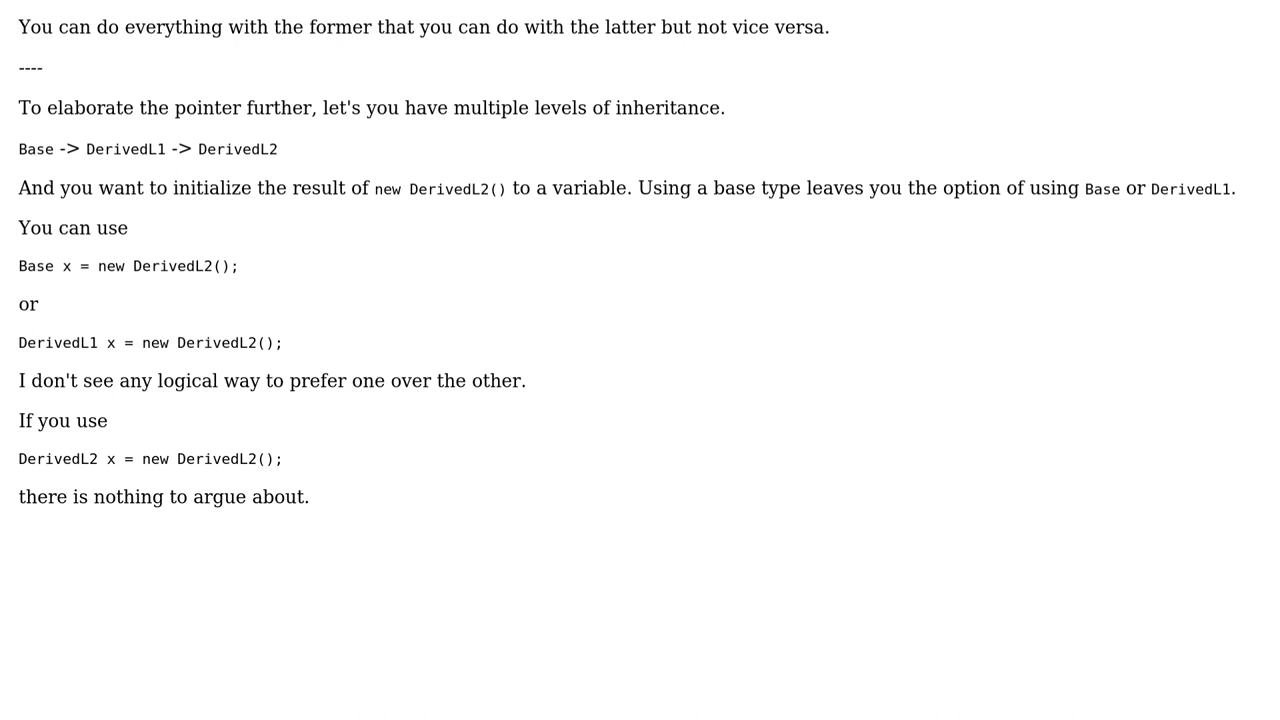 You can do everything with the former that you can do with the latter but not vice versa.
----
To elaborate the pointer further, let's you have multiple levels of inheritance.
Base -> DerivedL1 -> DerivedL2
And you want to initialize the result of new DerivedL2() to a variable. Using a base type leaves you the option of using Base or DerivedL1.
You can use
Base x = new DerivedL2();
or
DerivedL1 x = new DerivedL2();
I don't see any logical way to prefer one over the other.
If you use
DerivedL2 x = new DerivedL2();
there is nothing to argue about.